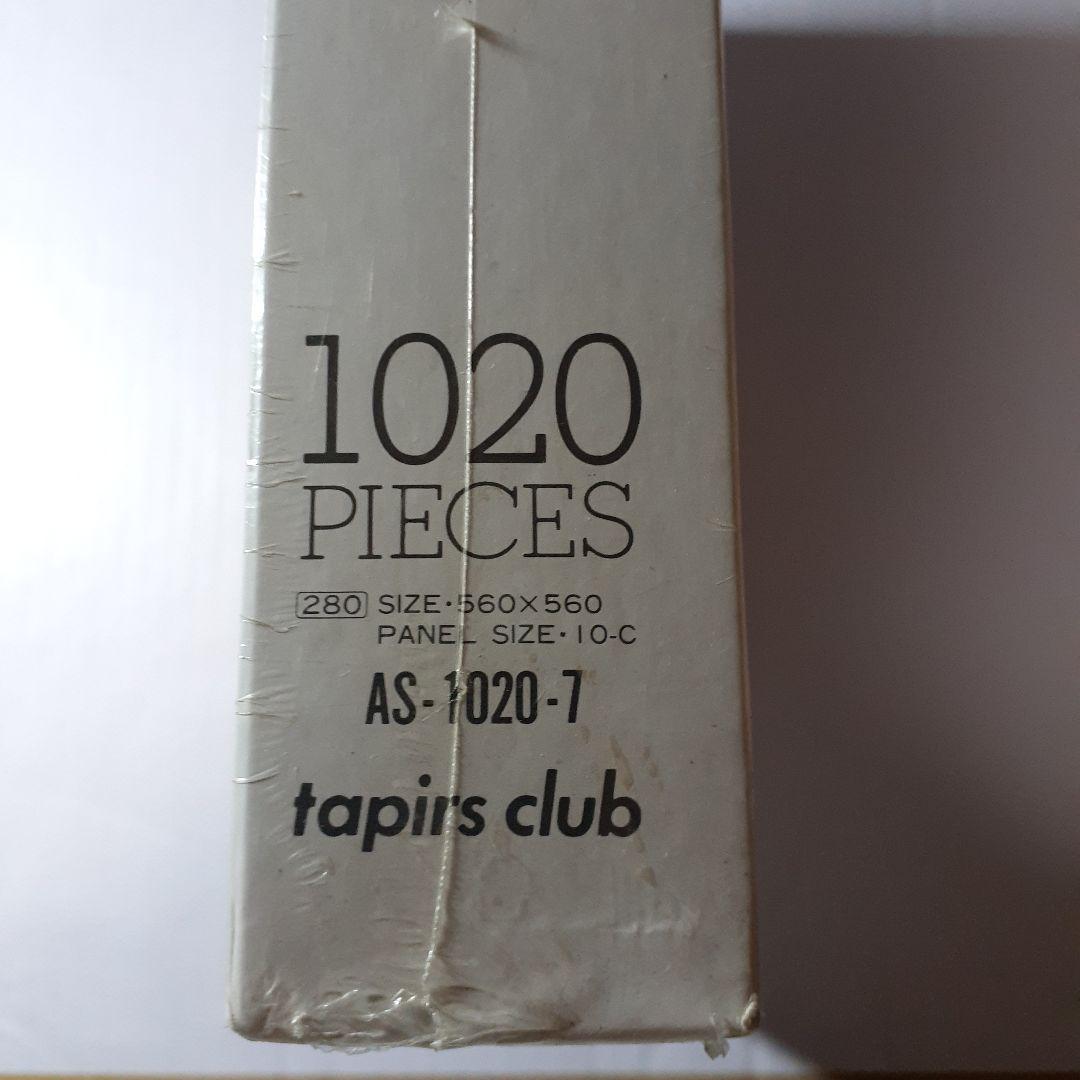 1020
PIECES
280 SIZE·560×560
PANEL SIZE·10-C
AS-1020-7
tapirs club